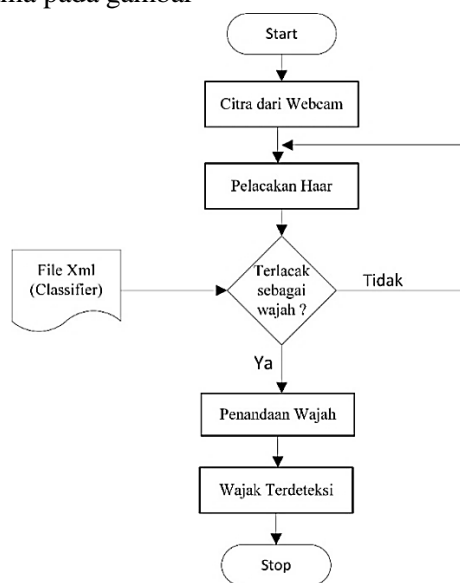 pada gambar
Start
Citra dari Webcam
Pelacakan Haar
File Xml
(Classifier)
Terlacak
sebagai
wajah ?
Tidak
Ya
Penandaan Wajah
Wajak Terdeteksi
Stop